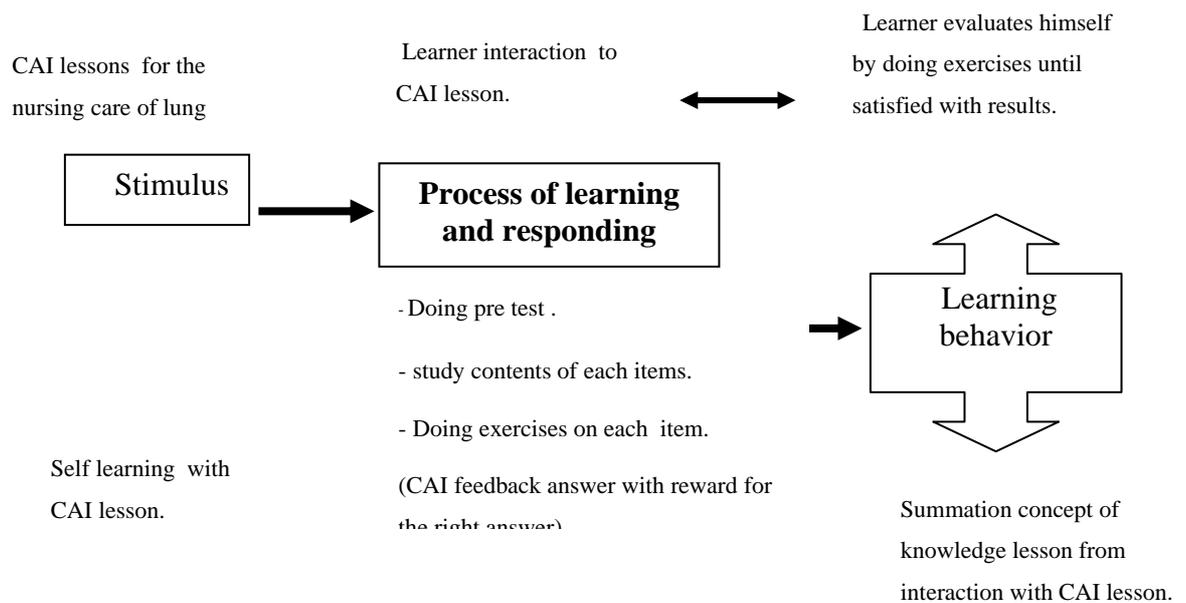 CAI lessons for the
nursing care of lung
Stimulus
Self learning with
CAI lesson.
Learner interaction to
CAI lesson.
Process of learning
and responding
- Doing pre test .
- study contents of each items.
- Doing exercises on each item.
(CAI feedback answer with reward for
the right answer)
Learner evaluates himself
by doing exercises until
satisfied with results.
Learning
behavior
Summation concept of
knowledge lesson from
interaction with CAI lesson.